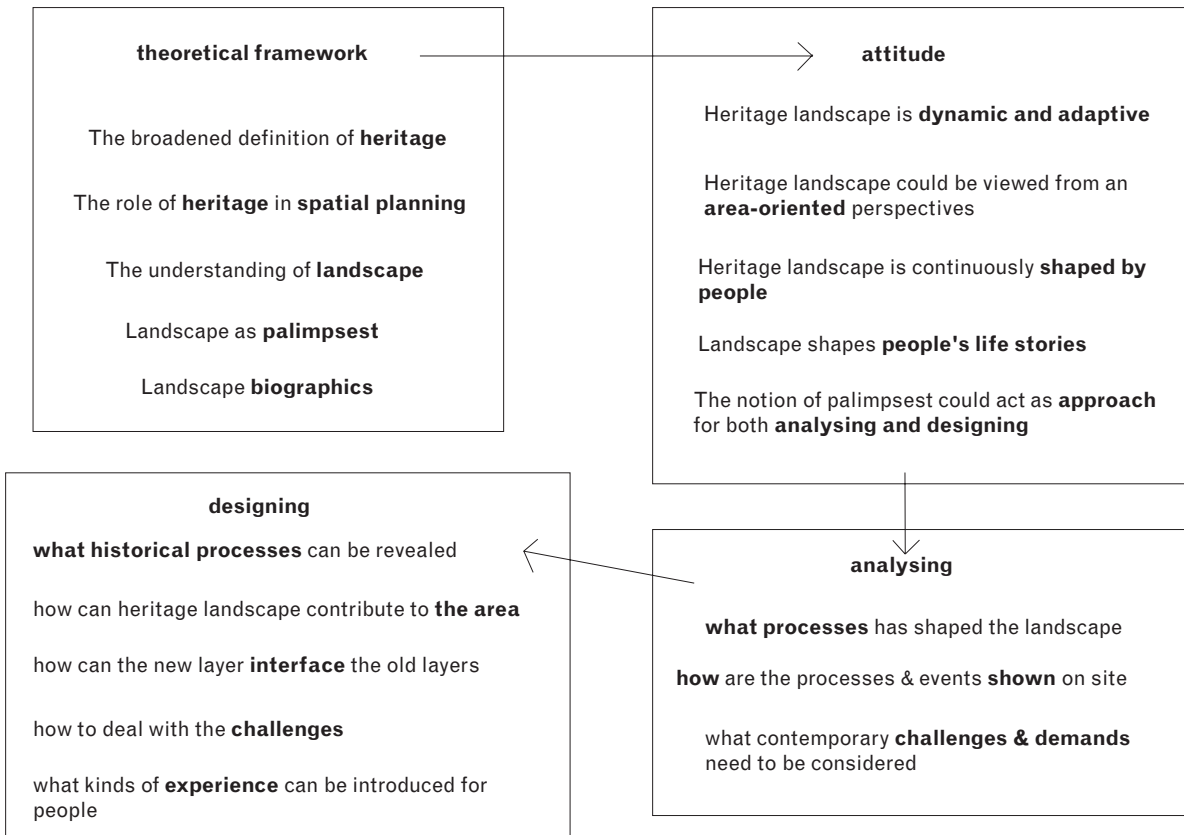 theoretical framework
The broadened definition of heritage
The role of heritage in spatial planning
The understanding of landscape
Landscape as palimpsest
Landscape biographics
attitude
Heritage landscape is dynamic and adaptive
Heritage landscape could be viewed from an
area-oriented perspectives
Heritage landscape is continuously shaped by
people
Landscape shapes people's life stories
The notion of palimpsest could act as approach
for both analysing and designing
analysing
what processes has shaped the landscape
how are the processes & events shown on site
what contemporary challenges & demands
need to be considered
designing
what historical processes can be revealed
how can heritage landscape contribute to the area
how can the new layer interface the old layers
how to deal with the challenges
what kinds of experience can be introduced for
people